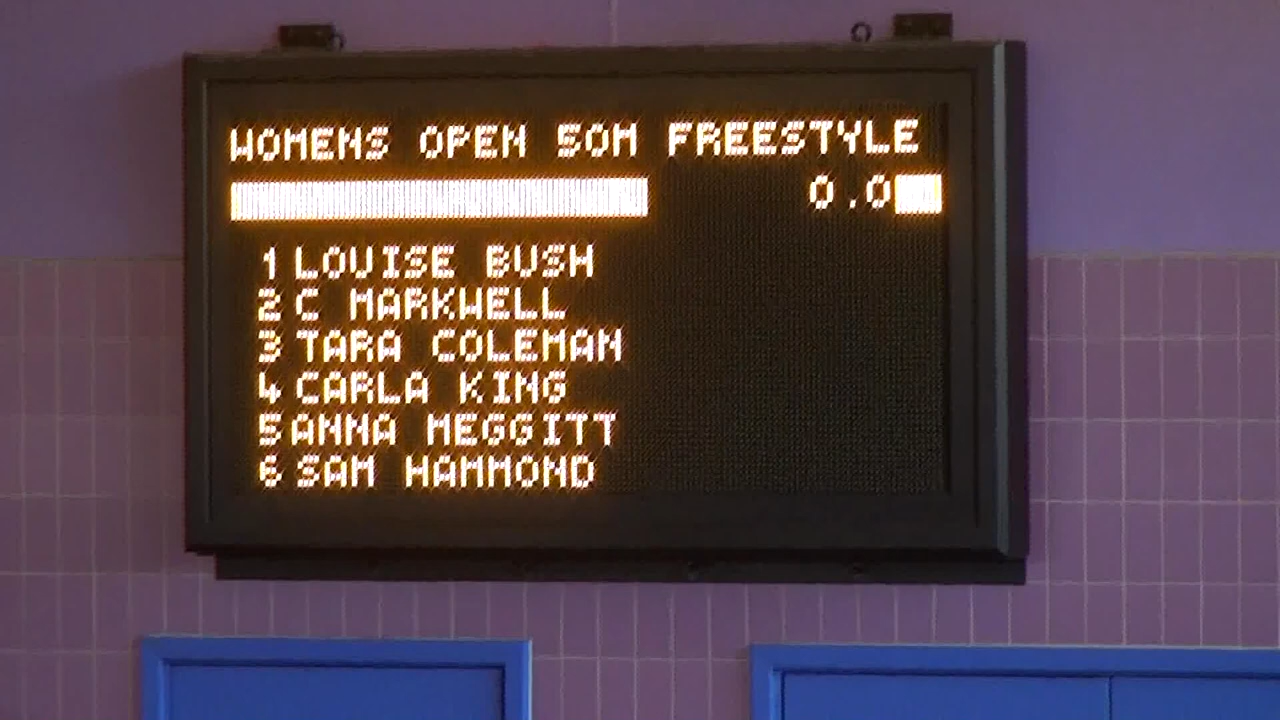 WOMENS OPEN 50M FREESTYLE
0.0
1 LOUISE BUSH
2 C MARKWELL
3 TARA COLEMAN
4 CARLA KING
5 ANNA MEGGITT
6 SAM HAMMOND